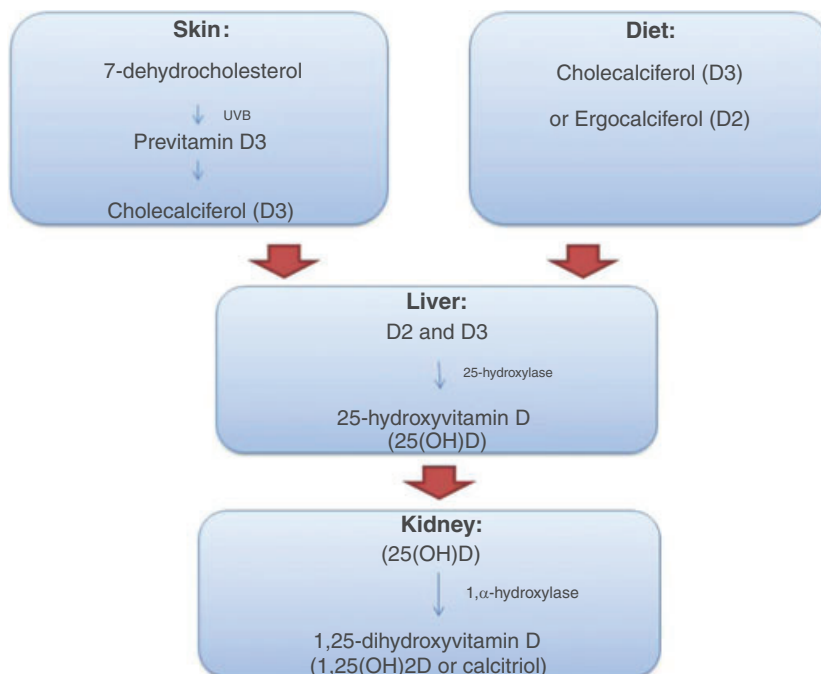 Skin:
7-dehydrocholesterol
UVB
Previtamin D3
Cholecalciferol (D3)
Diet:
Cholecalciferol (D3)
or Ergocalciferol (D2)
Liver:
D2 and D3
25-hydroxylase
25-hydroxyvitamin D
(25(OH)D)
Kidney:
(25(OH)D)
1,α-hydroxylase
1,25-dihydroxyvitamin D
(1,25(OH)2D or calcitriol)